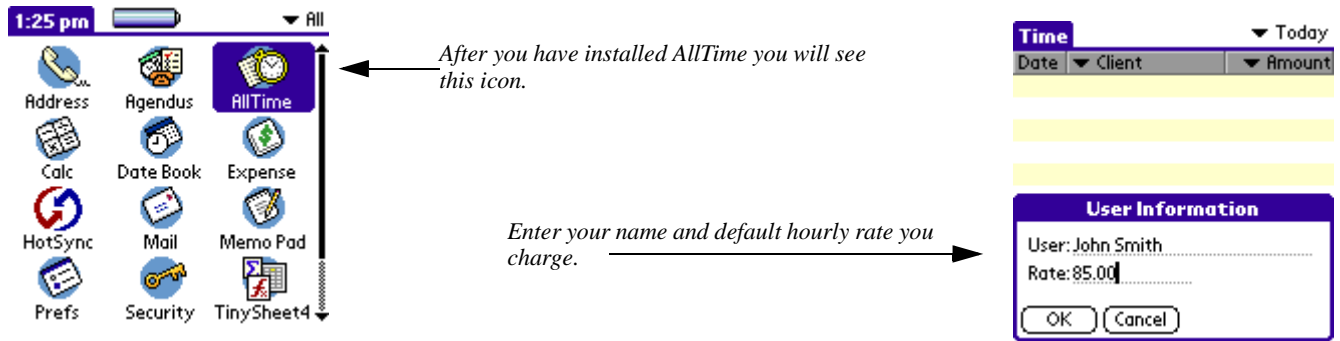 1:25 pm All
Address Agendus AllTime
Calc Date Book Expense
HotSync Mail Memo Pad
Prefs Security TinySheet4
After you have installed AllTime you will see
this icon.
Enter your name and default hourly rate you
charge.
Time Today
Date Client Amount
User Information
User: John Smith
Rate: 85.00
OK Cancel